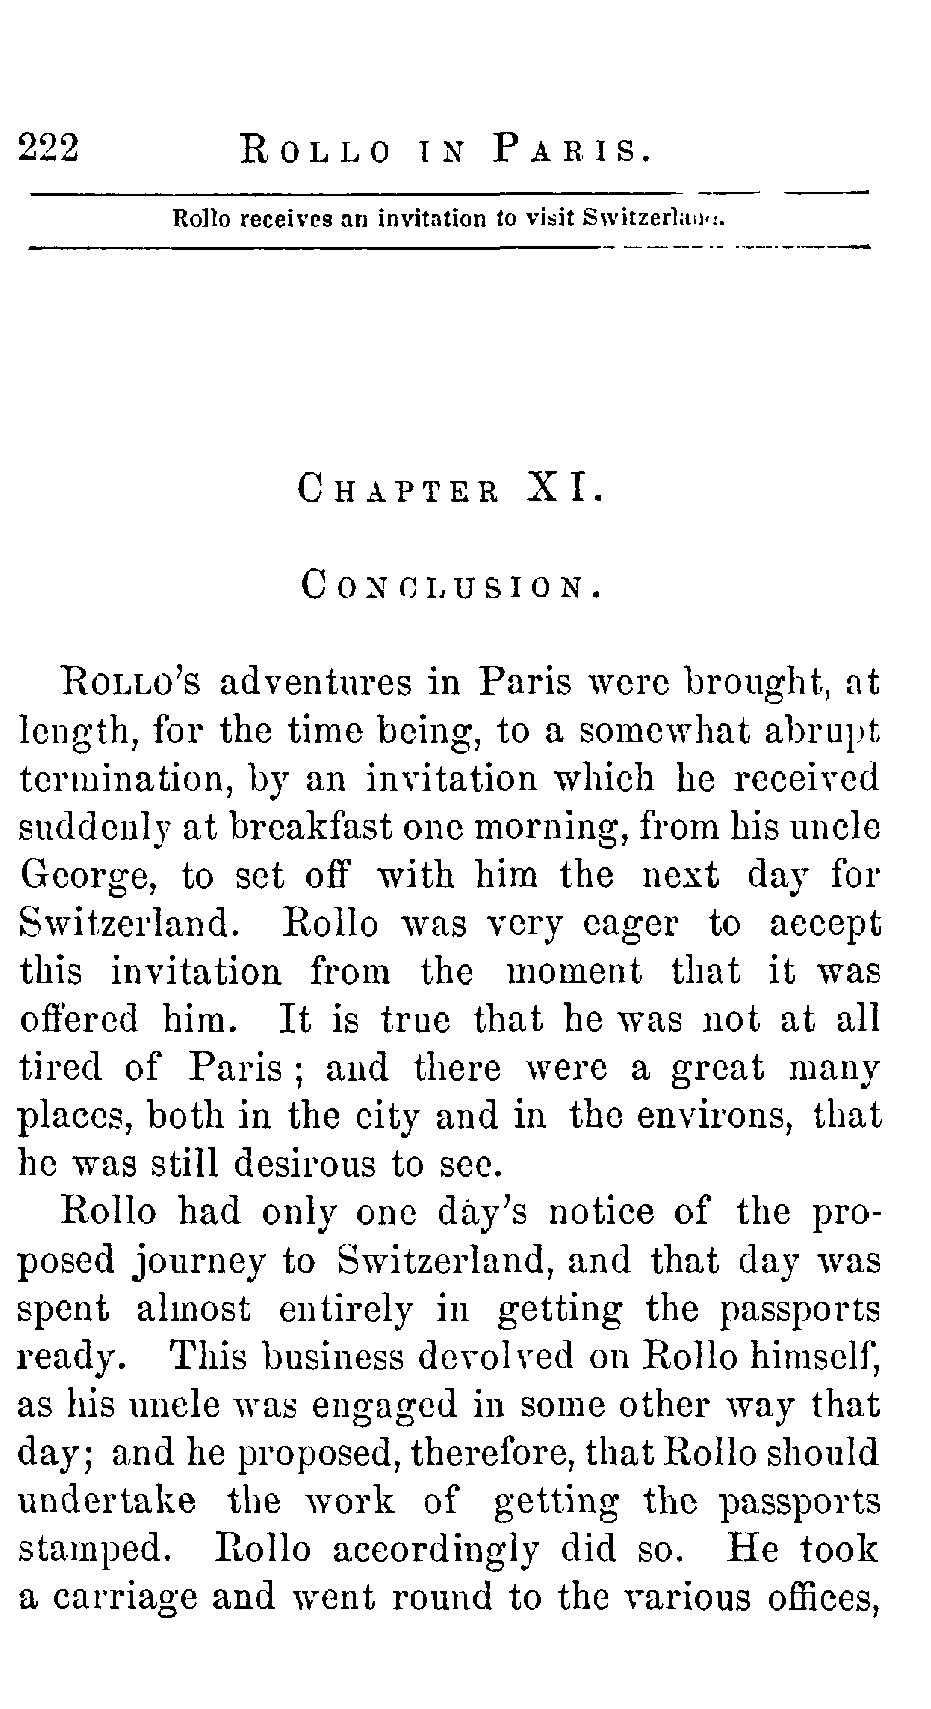 222 ROLLO IN PARIS.
Rollo receives an invitation to visit Switzerland.
CHAPTER XI.
CONCLUSION.
ROLLO'S adventures in Paris were brought, at
length, for the time being, to a somewhat abrupt
termination, by an invitation which he received
suddenly at breakfast one morning, from his uncle
George, to set off with him the next day for
Switzerland. Rollo was very eager to accept
this invitation from the moment that it was
offered him. It is true that he was not at all
tired of Paris ; and there were a great many
places, both in the city and in the environs, that
he was still desirous to see.
Rollo had only one day's notice of the pro-
posed journey to Switzerland, and that day was
spent almost entirely in getting the passports
ready. This business devolved on Rollo himself,
as his uncle was engaged in some other way that
day; and he proposed, therefore, that Rollo should
undertake the work of getting the passports
stamped. Rollo accordingly did so. He took
a carriage and went round to the various offices,